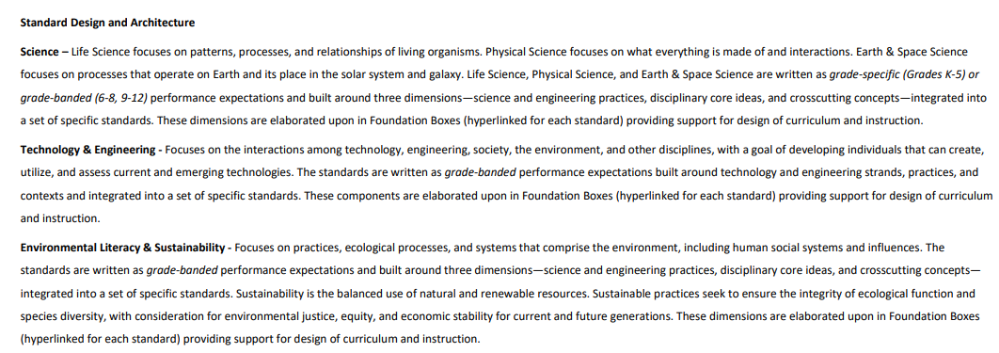 Standard Design and Architecture
Science – Life Science focuses on patterns, processes, and relationships of living organisms. Physical Science focuses on what everything is made of and interactions. Earth & Space Science
focuses on processes that operate on Earth and its place in the solar system and galaxy. Life Science, Physical Science, and Earth & Space Science are written as grade-specific (Grades K-5) or
grade-banded (6-8, 9-12) performance expectations and built around three dimensions—science and engineering practices, disciplinary core ideas, and crosscutting concepts—integrated into
a set of specific standards. These dimensions are elaborated upon in Foundation Boxes (hyperlinked for each standard) providing support for design of curriculum and instruction.
Technology & Engineering - Focuses on the interactions among technology, engineering, society, the environment, and other disciplines, with a goal of developing individuals that can create,
utilize, and assess current and emerging technologies. The standards are written as grade-banded performance expectations built around technology and engineering strands, practices, and
contexts and integrated into a set of specific standards. These components are elaborated upon in Foundation Boxes (hyperlinked for each standard) providing support for design of curriculum
and instruction.
Environmental Literacy & Sustainability - Focuses on practices, ecological processes, and systems that comprise the environment, including human social systems and influences. The
standards are written as grade-banded performance expectations and built around three dimensions—science and engineering practices, disciplinary core ideas, and crosscutting concepts—
integrated into a set of specific standards. Sustainability is the balanced use of natural and renewable resources. Sustainable practices seek to ensure the integrity of ecological function and
species diversity, with consideration for environmental justice, equity, and economic stability for current and future generations. These dimensions are elaborated upon in Foundation Boxes
(hyperlinked for each standard) providing support for design of curriculum and instruction.